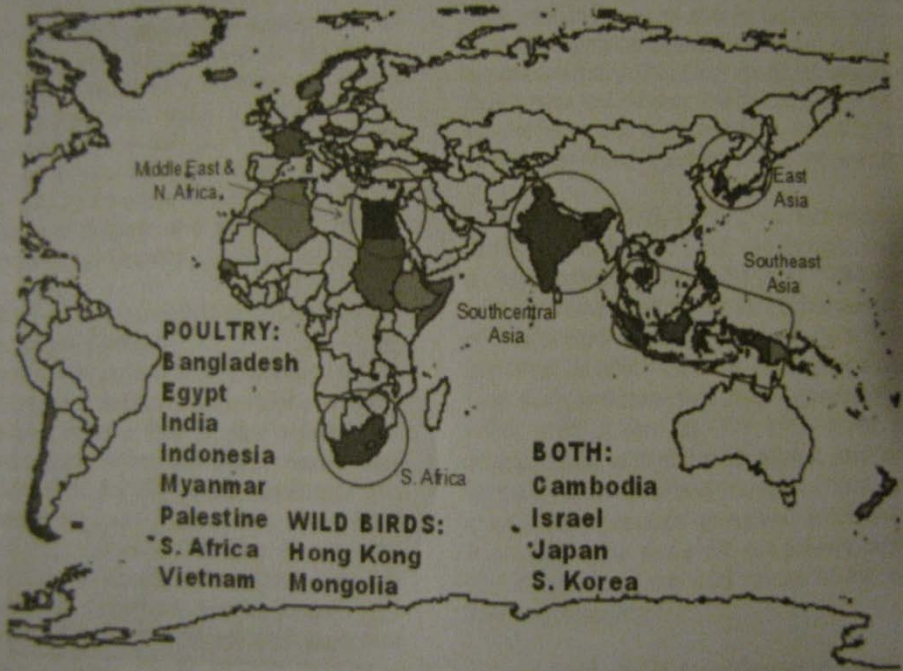 Middle East &
N. Africa
East
Asia
Southeast
Asia
Southcentral
Asia
S. Africa
POULTRY:
Bangladesh
Egypt
India
Indonesia
Myanmar
Palestine
S. Africa
Vietnam
WILD BIRDS:
Hong Kong
Mongolia
BOTH:
Cambodia
Israel
Japan
S. Korea